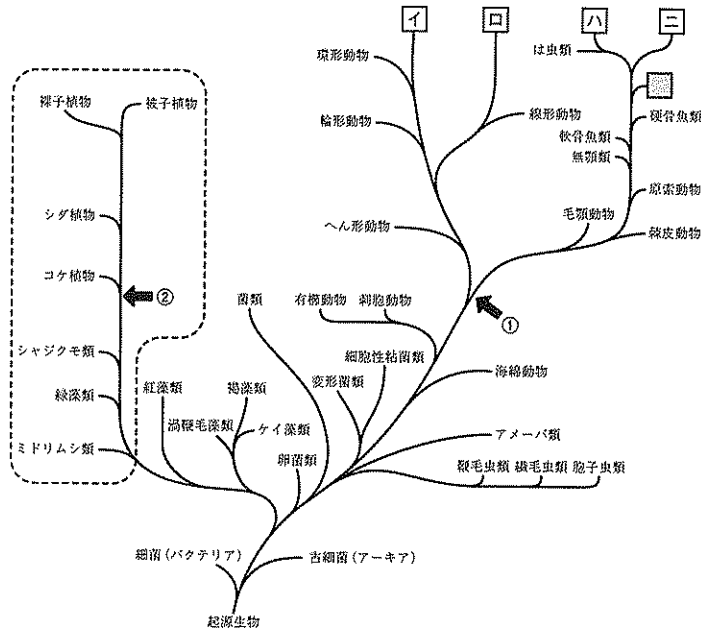 イ
ロ
ハ
ニ
環形動物
は虫類
裸子植物
被子植物
硬骨魚類
輪形動物
線形動物
軟骨魚類
無顎類
原索動物
シダ植物
毛顎動物
へん形動物
棘皮動物
コケ植物
②
菌類
有櫛動物
刺胞動物
①
シャジクモ類
細胞性粘菌類
海綿動物
緑藻類
紅藻類
褐藻類
変形菌類
渦鞭毛藻類
ケイ藻類
アメーバ類
ミドリムシ類
卵菌類
鞭毛虫類
繊毛虫類
胞子虫類
細菌(バクテリア)
古細菌(アーキア)
起源生物